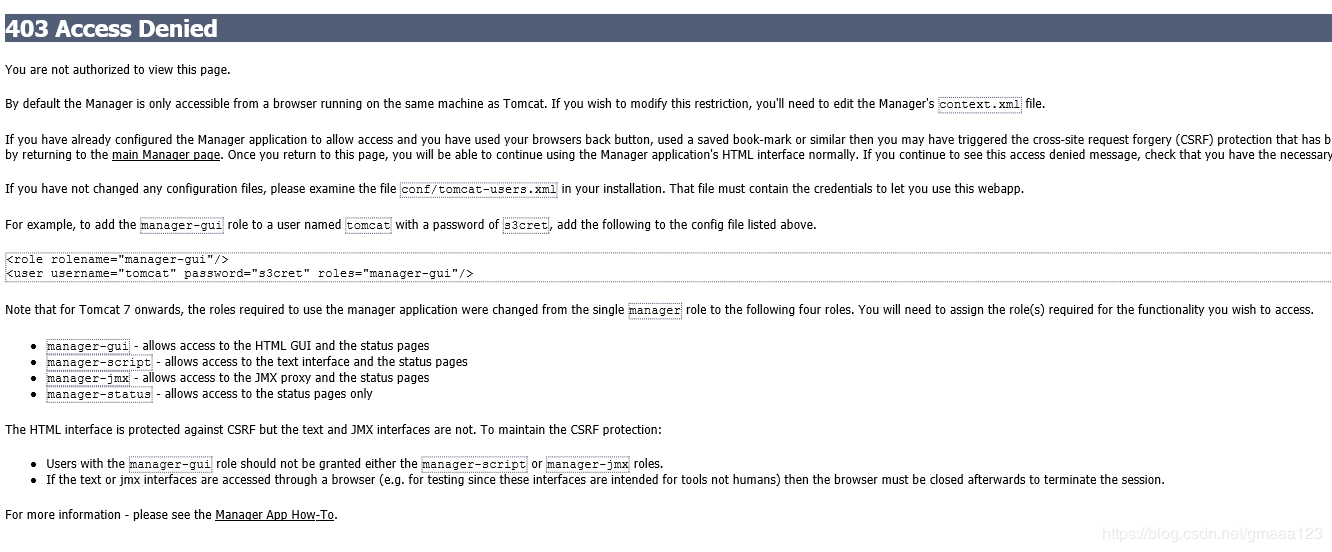 403 Access Denied
You are not authorized to view this page.
By default the Manager is only accessible from a browser running on the same machine as Tomcat. If you wish to modify this restriction, you'll need to edit the Manager's context.xml file.
If you have already configured the Manager application to allow access and you have used your browsers back button, used a saved book-mark or similar then you may have triggered the cross-site request forgery (CSRF) protection that has b
by returning to the main Manager page. Once you return to this page, you will be able to continue using the Manager application's HTML interface normally. If you continue to see this access denied message, check that you have the necessary
If you have not changed any configuration files, please examine the file conf/tomcat-users.xml in your installation. That file must contain the credentials to let you use this webapp.
For example, to add the manager-gui role to a user named tomcat with a password of s3cret, add the following to the config file listed above.
<role rolename="manager-gui"/>
<user username="tomcat" password="s3cret" roles="manager-gui"/>
Note that for Tomcat 7 onwards, the roles required to use the manager application were changed from the single manager role to the following four roles. You will need to assign the role(s) required for the functionality you wish to access.
• manager-gui - allows access to the HTML GUI and the status pages
• manager-script - allows access to the text interface and the status pages
• manager-jmx - allows access to the JMX proxy and the status pages
• manager-status - allows access to the status pages only
The HTML interface is protected against CSRF but the text and JMX interfaces are not. To maintain the CSRF protection:
• Users with the manager-gui role should not be granted either the manager-script or manager-jmx roles.
• If the text or jmx interfaces are accessed through a browser (e.g. for testing since these interfaces are intended for tools not humans) then the browser must be closed afterwards to terminate the session.
For more information - please see the Manager App How-To.
https://blog.csdn.net/gmaaa123